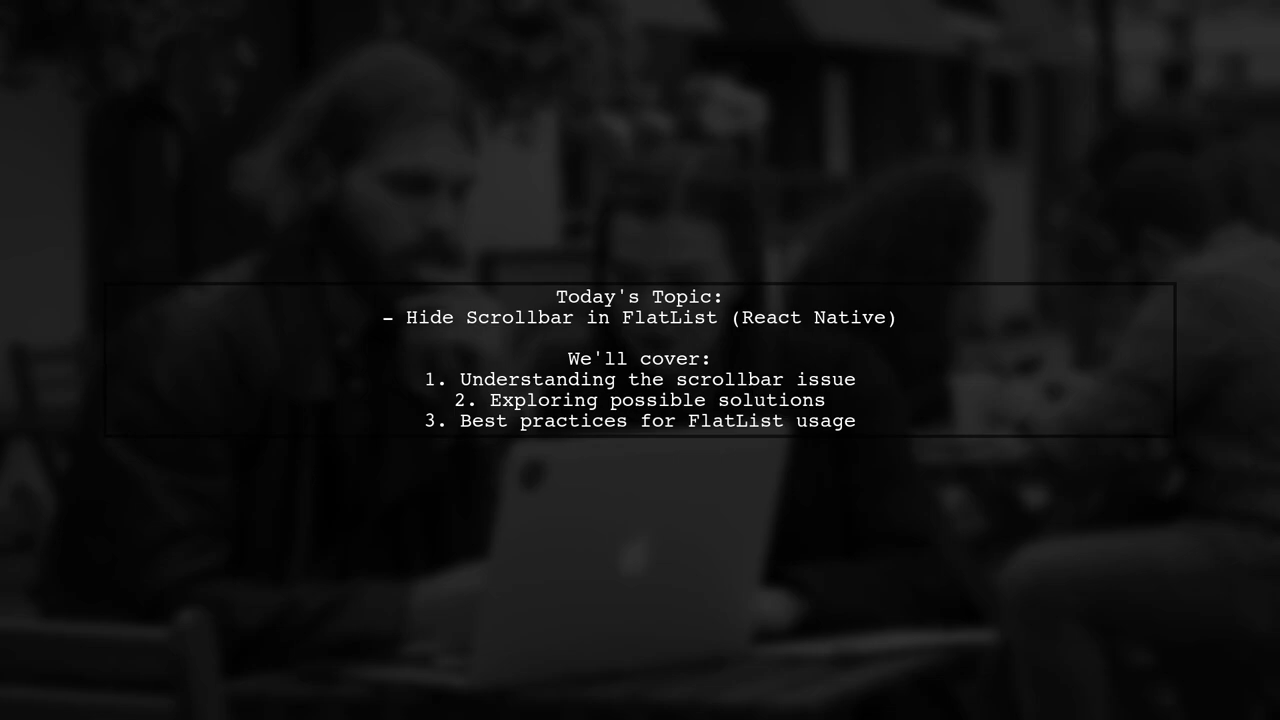 Today's Topic:
- Hide Scrollbar in FlatList (React Native)
We'll cover:
1. Understanding the scrollbar issue
2. Exploring possible solutions
3. Best practices for FlatList usage